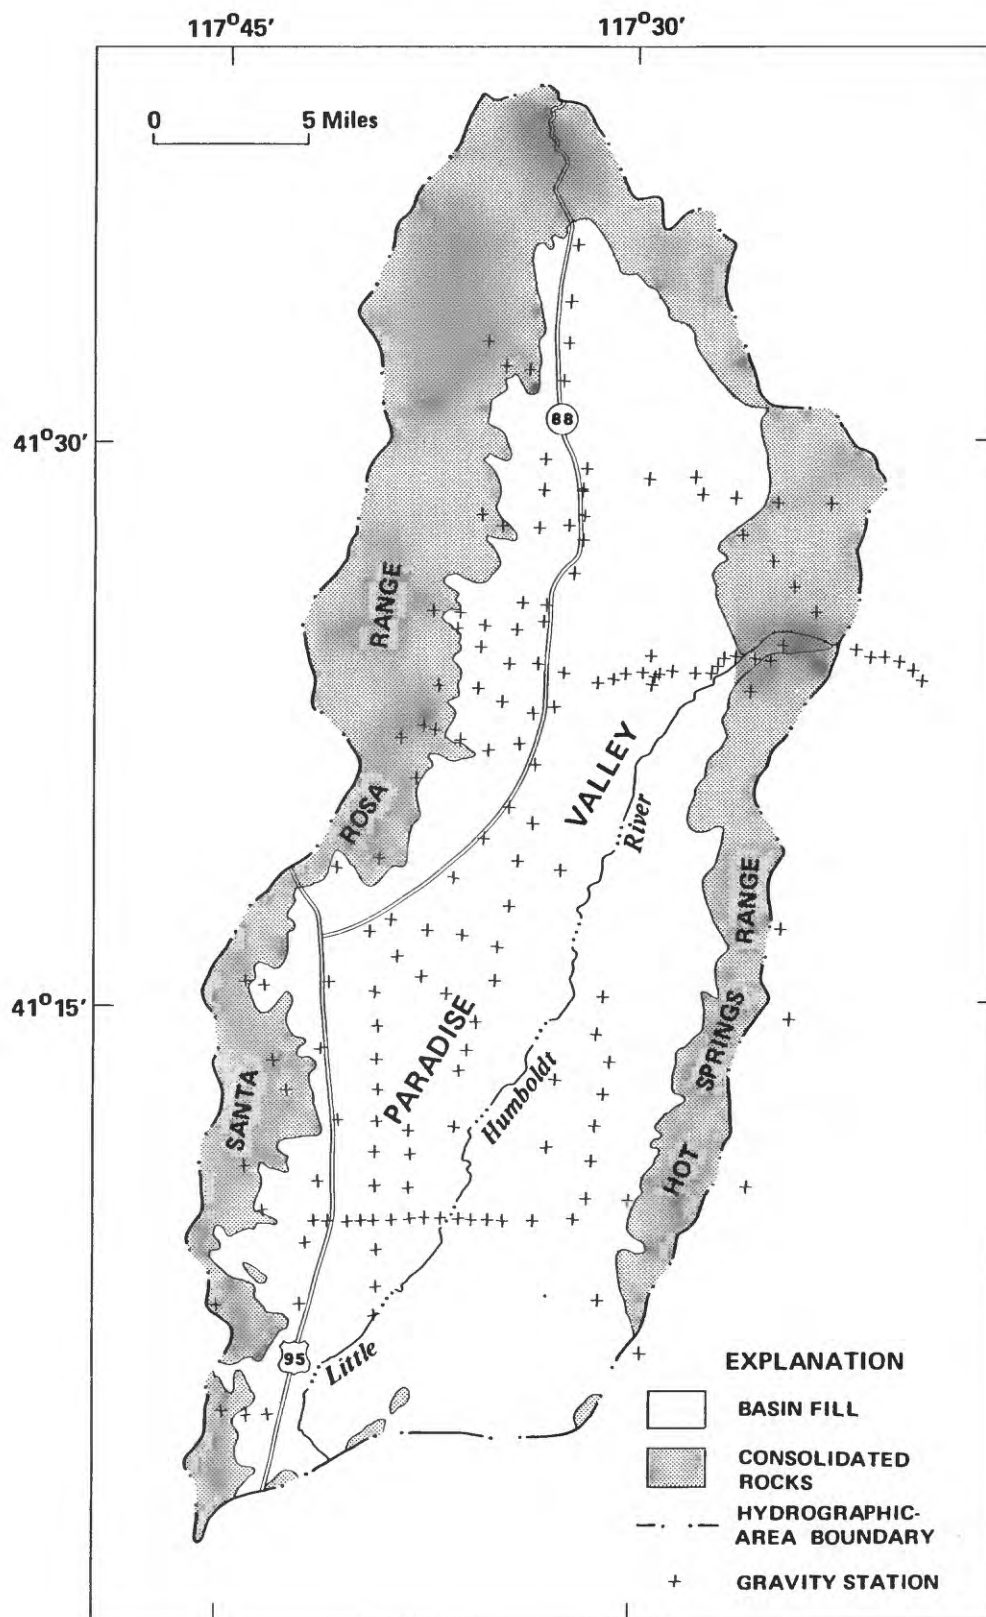 117°45'
117°30'
0 5 Miles
88
41°30'
RANGE
ROSA
SANTA
VALLEY
PARADISE
River
Humboldt
Little
RANGE
SPRINGS
HOT
41°15'
95
EXPLANATION
BASIN FILL
CONSOLIDATED
ROCKS
HYDROGRAPHIC-
AREA BOUNDARY
GRAVITY STATION